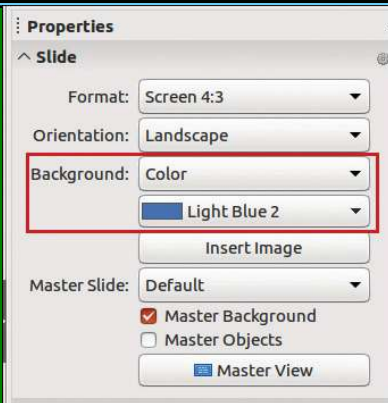 Properties
Slide
Format: Screen 4:3
Orientation: Landscape
Background: Color
Light Blue 2
Insert Image
Master Slide: Default
Master Background
Master Objects
Master View